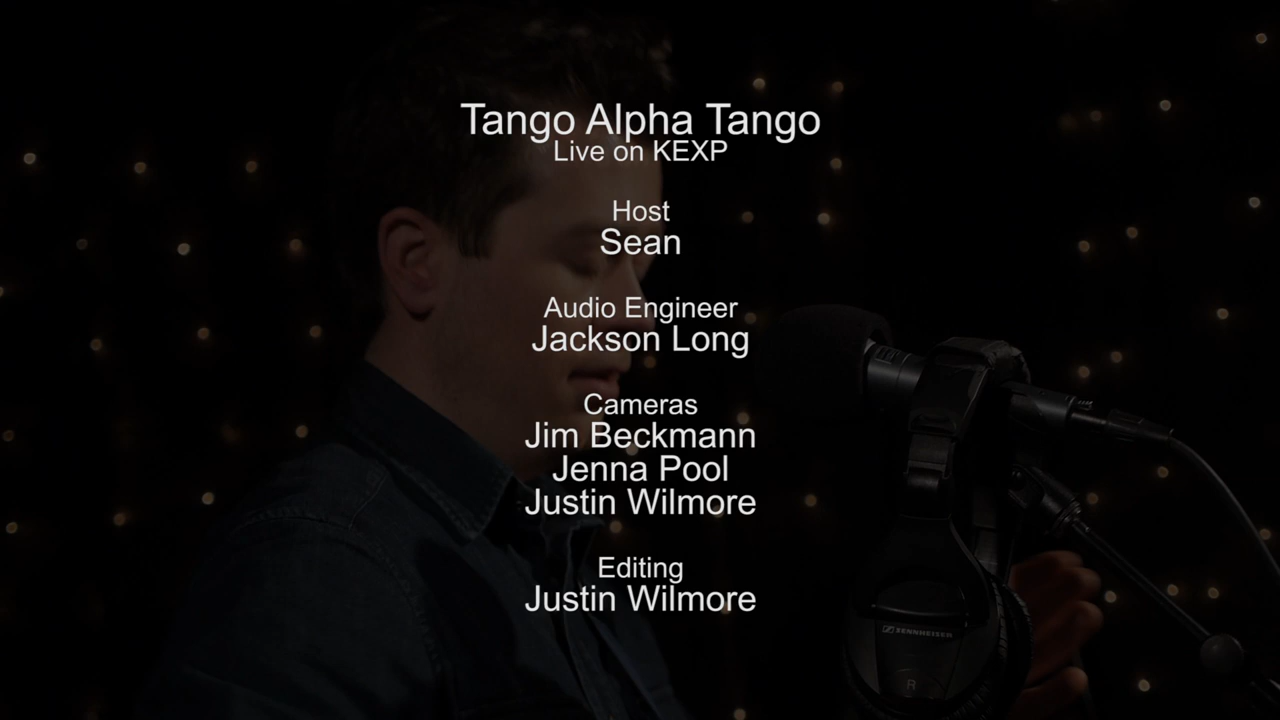 Tango Alpha Tango
Live on KEXP
Host
Sean
Audio Engineer
Jackson Long
Cameras
Jim Beckmann
Jenna Pool
Justin Wilmore
Editing
Justin Wilmore
SENNHEISER
R